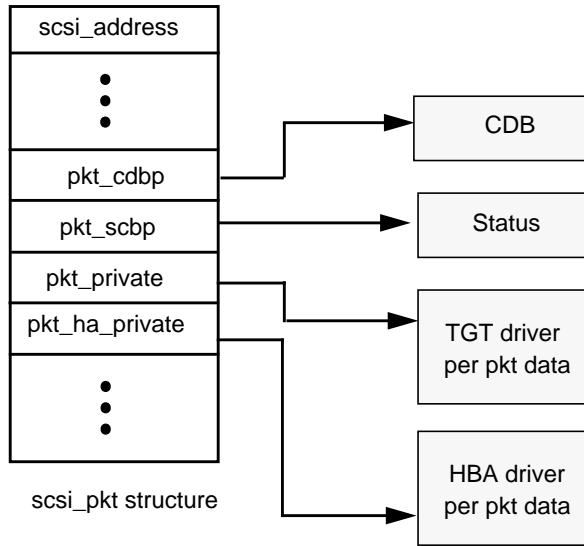 scsi_address
pkt_cdbp
pkt_scbp
pkt_private
pkt_ha_private
scsi_pkt structure
CDB
Status
TGT driver
per pkt data
HBA driver
per pkt data